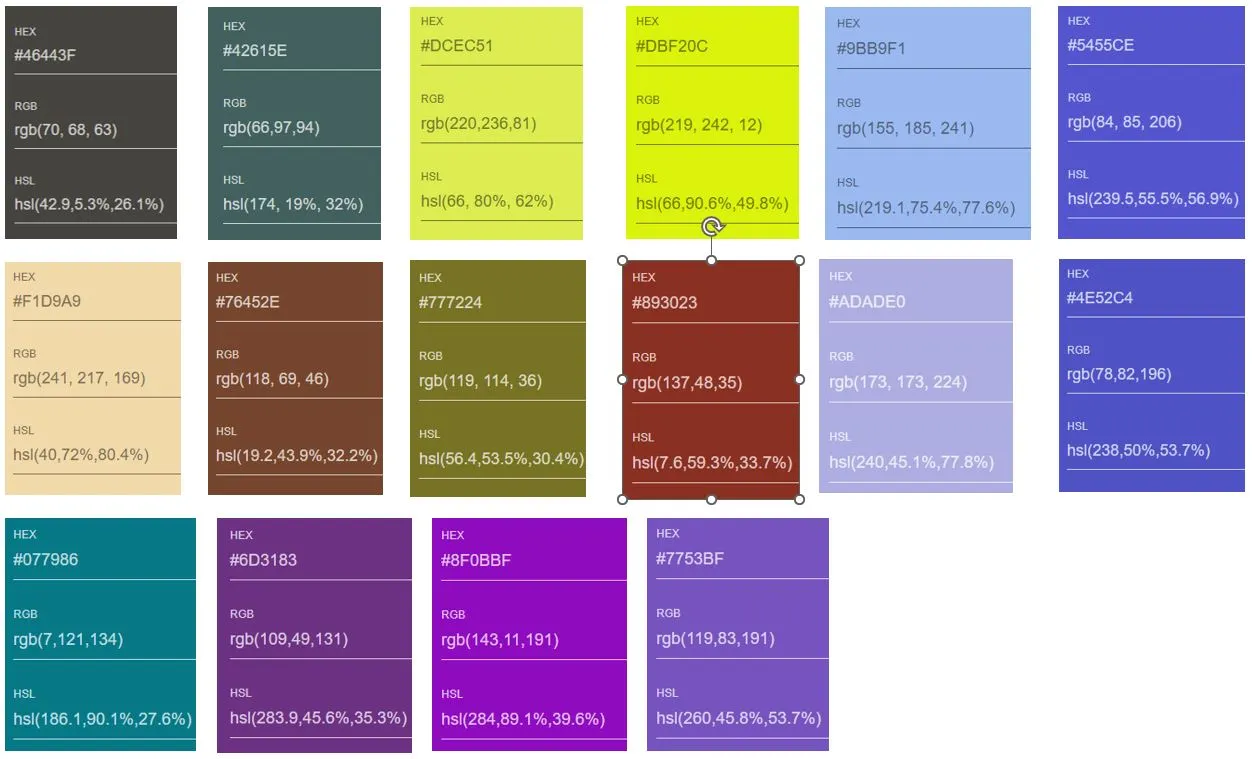 HEX
#46443F
RGB
rgb(70, 68, 63)
HSL
hsl(42.9,5.3%,26.1%)
HEX
#42615E
RGB
rgb(66,97,94)
HSL
hsl(174, 19%, 32%)
HEX
#DCEC51
RGB
rgb(220,236,81)
HSL
hsl(66, 80%, 62%)
HEX
#DBF20C
RGB
rgb(219, 242, 12)
HSL
hsl(66,90.6%,49.8%)
HEX
#9BB9F1
RGB
rgb(155, 185, 241)
HSL
hsl(219.1,75.4%,77.6%)
HEX
#5455CE
RGB
rgb(84, 85, 206)
HSL
hsl(239.5,55.5%,56.9%)
HEX
#F1D9A9
RGB
rgb(241, 217, 169)
HSL
hsl(40,72%,80.4%)
HEX
#76452E
RGB
rgb(118, 69, 46)
HSL
hsl(19.2,43.9%,32.2%)
HEX
#777224
RGB
rgb(119, 114, 36)
HSL
hsl(56.4,53.5%,30.4%)
HEX
#893023
RGB
rgb(137,48,35)
HSL
hsl(7.6,59.3%,33.7%)
HEX
#ADADE0
RGB
rgb(173, 173, 224)
HSL
hsl(240,45.1%,77.8%)
HEX
#4E52C4
RGB
rgb(78,82,196)
HSL
hsl(238,50%,53.7%)
HEX
#077986
RGB
rgb(7,121,134)
HSL
hsl(186.1,90.1%,27.6%)
HEX
#6D3183
RGB
rgb(109,49,131)
HSL
hsl(283.9,45.6%,35.3%)
HEX
#8F0BBF
RGB
rgb(143,11,191)
HSL
hsl(284,89.1%,39.6%)
HEX
#7753BF
RGB
rgb(119,83,191)
HSL
hsl(260,45.8%,53.7%)